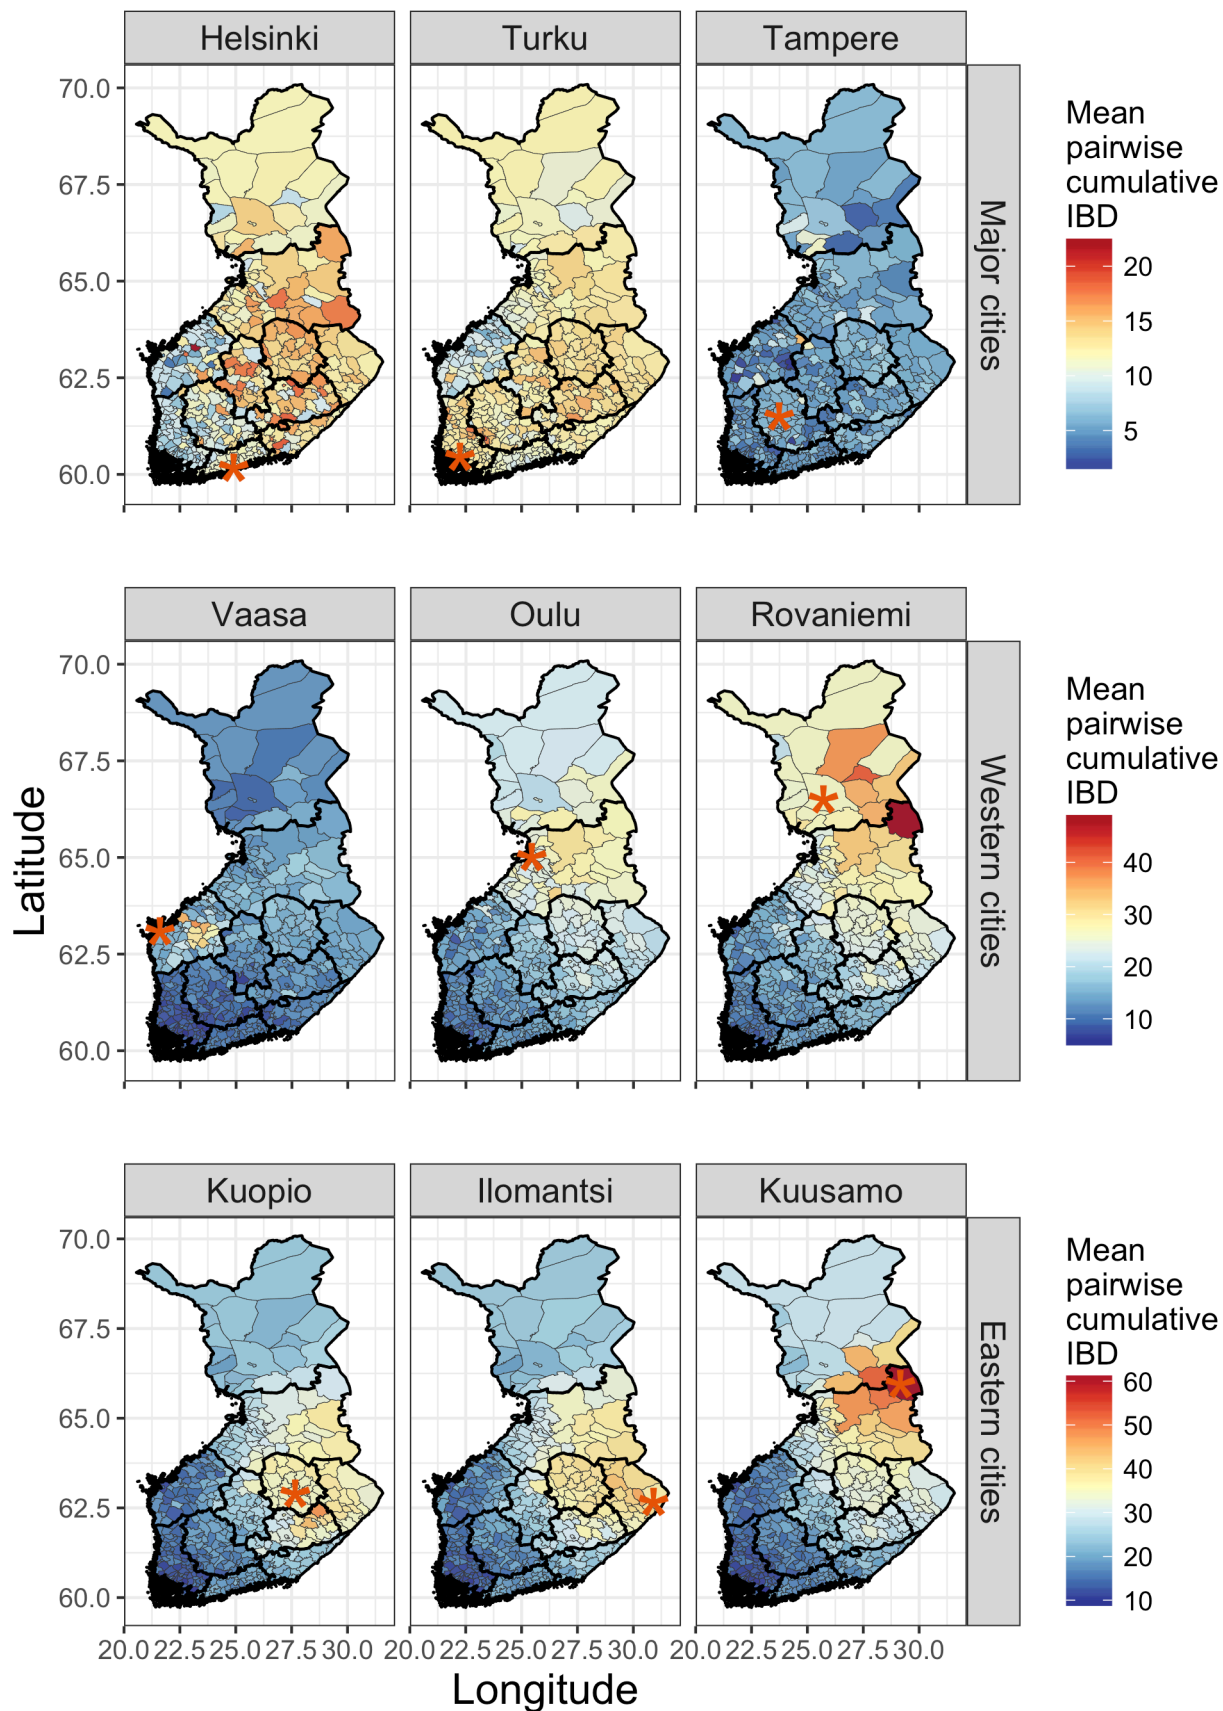 Helsinki
Turku
Tampere
70.0
67.5
65.0
62.5
60.0
Major cities
Mean
pairwise
cumulative
IBD
20
15
10
5
Vaasa
Oulu
Rovaniemi
70.0
67.5
65.0
62.5
60.0
Western cities
Mean
pairwise
cumulative
IBD
40
30
20
10
Latitude
Kuopio
Ilomantsi
Kuusamo
70.0
67.5
65.0
62.5
60.0
Eastern cities
Mean
pairwise
cumulative
IBD
60
50
40
30
20
10
20.0 22.5 25.0 27.5 30.0
20.0 22.5 25.0 27.5 30.0
20.0 22.5 25.0 27.5 30.0
Longitude